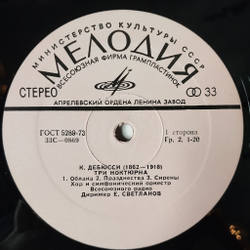 МИНИСТЕРСТВО КУЛЬТУРЫ СССР
МЕЛОДИЯ
ВСЕСОЮЗНАЯ ФИРМА ГРАМПЛАСТИНОК
СТЕРЕО 33
АПРЕЛЕВСКИЙ ОРДЕНА ЛЕНИНА ЗАВОД
ГОСТ 5289-73 1 сторона
33С—0869 Гр. 2. 1-20
К. ДЕБЮССИ (1862—1918)
ТРИ НОКТЮРНА
1. Облака 2. Празднества 3. Сирены
Хор и симфонический оркестр
Всесоюзного радио
Дирижер Е. СВЕТЛАНОВ